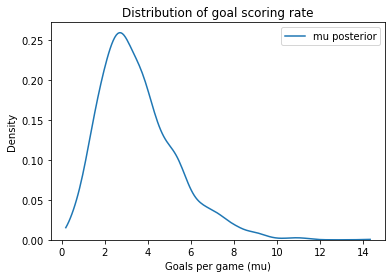 Distribution of goal scoring rate
mu posterior
Density
0.25
0.20
0.15
0.10
0.05
0.00
0 2 4 6 8 10 12 14
Goals per game (mu)